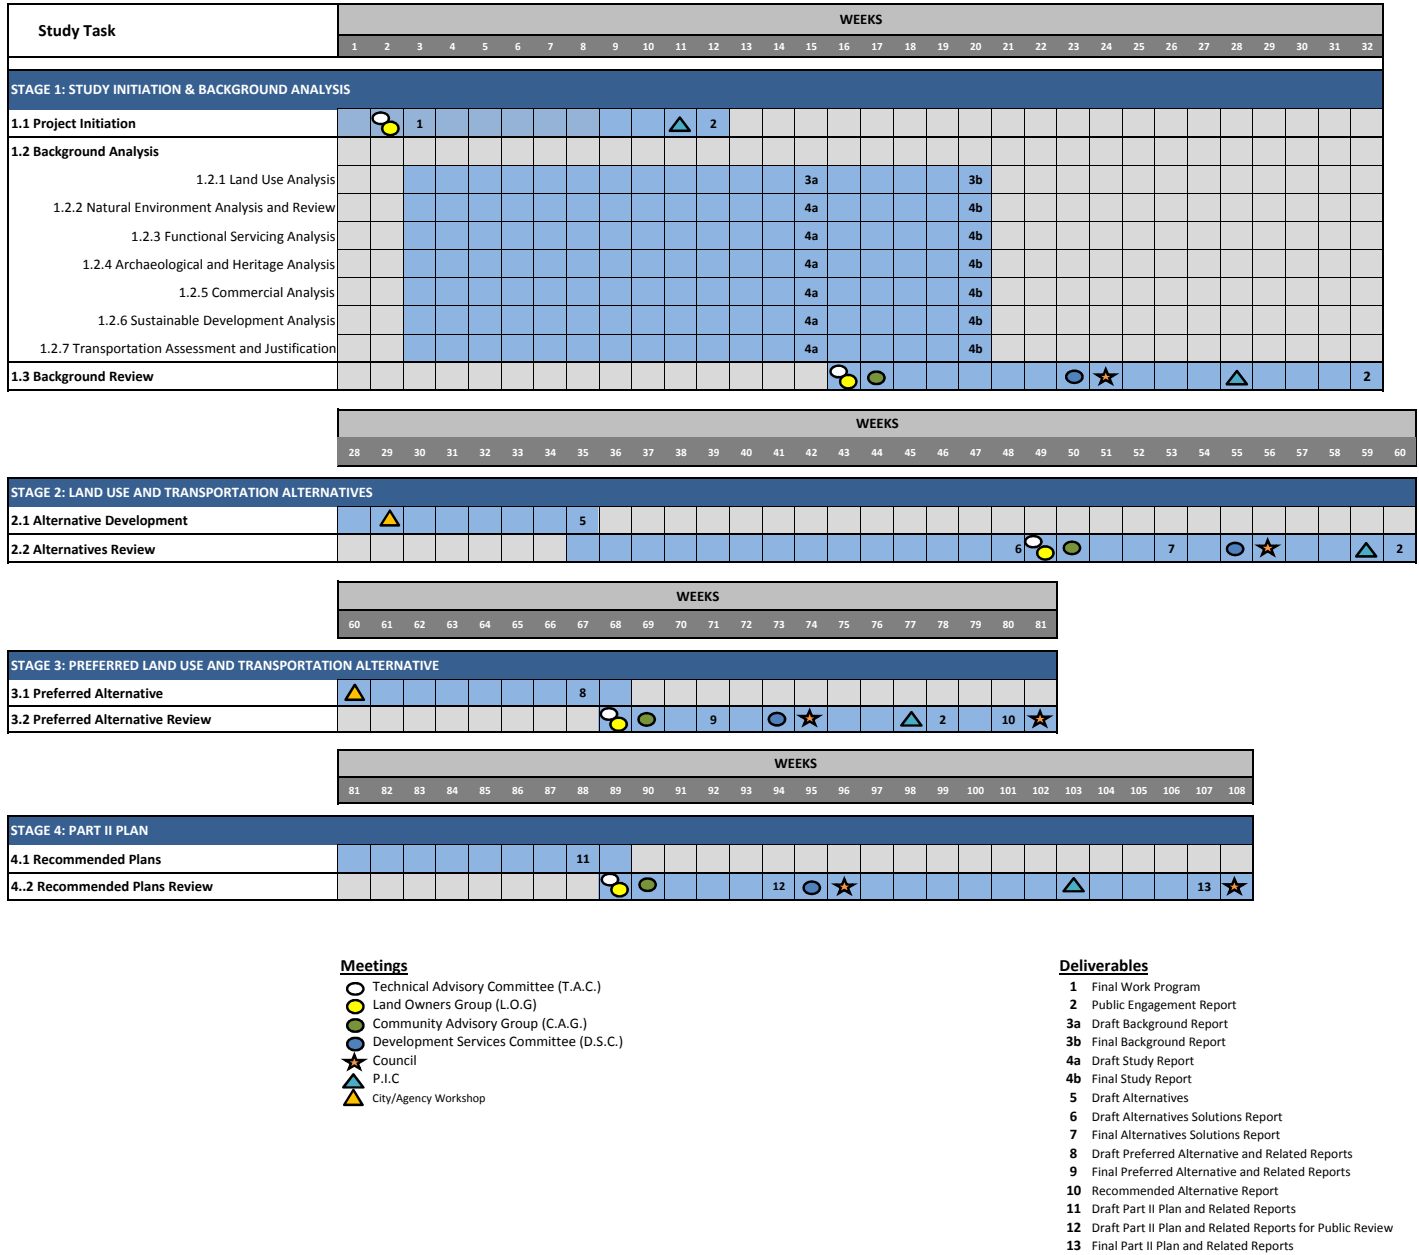 Study Task
WEEKS
1 2 3 4 5 6 7 8 9 10 11 12 13 14 15 16 17 18 19 20 21 22 23 24 25 26 27 28 29 30 31 32
STAGE 1: STUDY INITIATION & BACKGROUND ANALYSIS
1.1 Project Initiation 1 2
1.2 Background Analysis
1.2.1 Land Use Analysis 3a 3b
1.2.2 Natural Environment Analysis and Review 4a 4b
1.2.3 Functional Servicing Analysis 4a 4b
1.2.4 Archaeological and Heritage Analysis 4a 4b
1.2.5 Commercial Analysis 4a 4b
1.2.6 Sustainable Development Analysis 4a 4b
1.2.7 Transportation Assessment and Justification 4a 4b
1.3 Background Review 2
WEEKS
28 29 30 31 32 33 34 35 36 37 38 39 40 41 42 43 44 45 46 47 48 49 50 51 52 53 54 55 56 57 58 59 60
STAGE 2: LAND USE AND TRANSPORTATION ALTERNATIVES
2.1 Alternative Development 5
2.2 Alternatives Review 6 7 2
WEEKS
60 61 62 63 64 65 66 67 68 69 70 71 72 73 74 75 76 77 78 79 80 81
STAGE 3: PREFERRED LAND USE AND TRANSPORTATION ALTERNATIVE
3.1 Preferred Alternative 8
3.2 Preferred Alternative Review 9 2 10
WEEKS
81 82 83 84 85 86 87 88 89 90 91 92 93 94 95 96 97 98 99 100 101 102 103 104 105 106 107 108
STAGE 4: PART II PLAN
4.1 Recommended Plans 11
4..2 Recommended Plans Review 12 13
Meetings
Technical Advisory Committee (T.A.C.)
Land Owners Group (L.O.G)
Community Advisory Group (C.A.G.)
Development Services Committee (D.S.C.)
Council
P.I.C
City/Agency Workshop
Deliverables
1 Final Work Program
2 Public Engagement Report
3a Draft Background Report
3b Final Background Report
4a Draft Study Report
4b Final Study Report
5 Draft Alternatives
6 Draft Alternatives Solutions Report
7 Final Alternatives Solutions Report
8 Draft Preferred Alternative and Related Reports
9 Final Preferred Alternative and Related Reports
10 Recommended Alternative Report
11 Draft Part II Plan and Related Reports
12 Draft Part II Plan and Related Reports for Public Review
13 Final Part II Plan and Related Reports